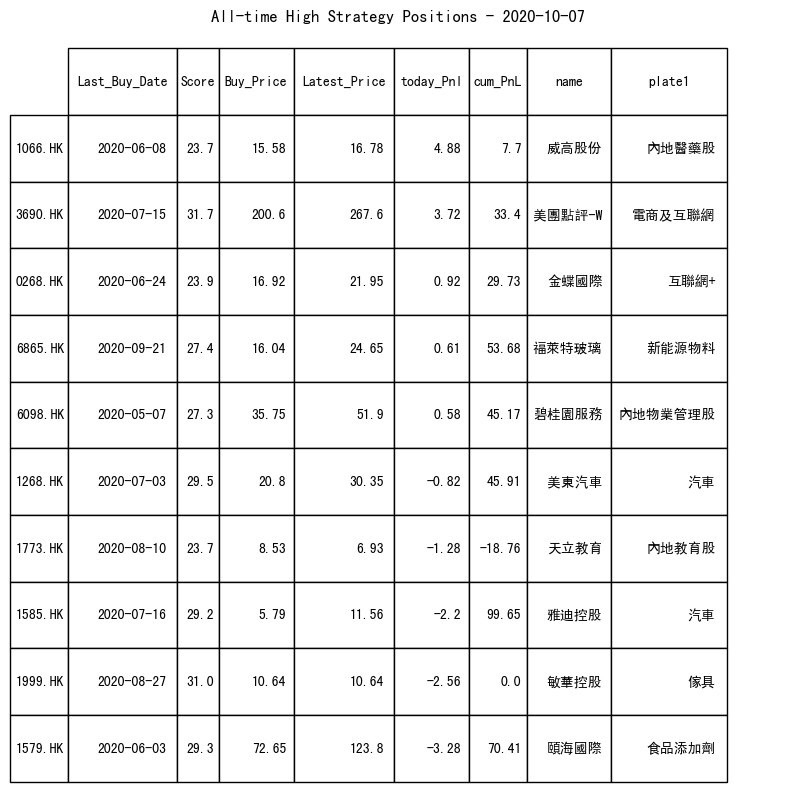 All-time High Strategy Positions - 2020-10-07
Last_Buy_Date Score Buy_Price Latest_Price today_Pnl cum_PnL name plate1
1066.HK 2020-06-08 23.7 15.58 16.78 4.88 7.7 威高股份 內地醫藥股
3690.HK 2020-07-15 31.7 200.6 267.6 3.72 33.4 美團點評-W 電商及互聯網
0268.HK 2020-06-24 23.9 16.92 21.95 0.92 29.73 金蝶國際 互聯網+
6865.HK 2020-09-21 27.4 16.04 24.65 0.61 53.68 福萊特玻璃 新能源物料
6098.HK 2020-05-07 27.3 35.75 51.9 0.58 45.17 碧桂園服務 內地物業管理股
1268.HK 2020-07-03 29.5 20.8 30.35 -0.82 45.91 美東汽車 汽車
1773.HK 2020-08-10 23.7 8.53 6.93 -1.28 -18.76 天立教育 內地教育股
1585.HK 2020-07-16 29.2 5.79 11.56 -2.2 99.65 雅迪控股 汽車
1999.HK 2020-08-27 31.0 10.64 10.64 -2.56 0.0 敏華控股 傢具
1579.HK 2020-06-03 29.3 72.65 123.8 -3.28 70.41 頤海國際 食品添加劑